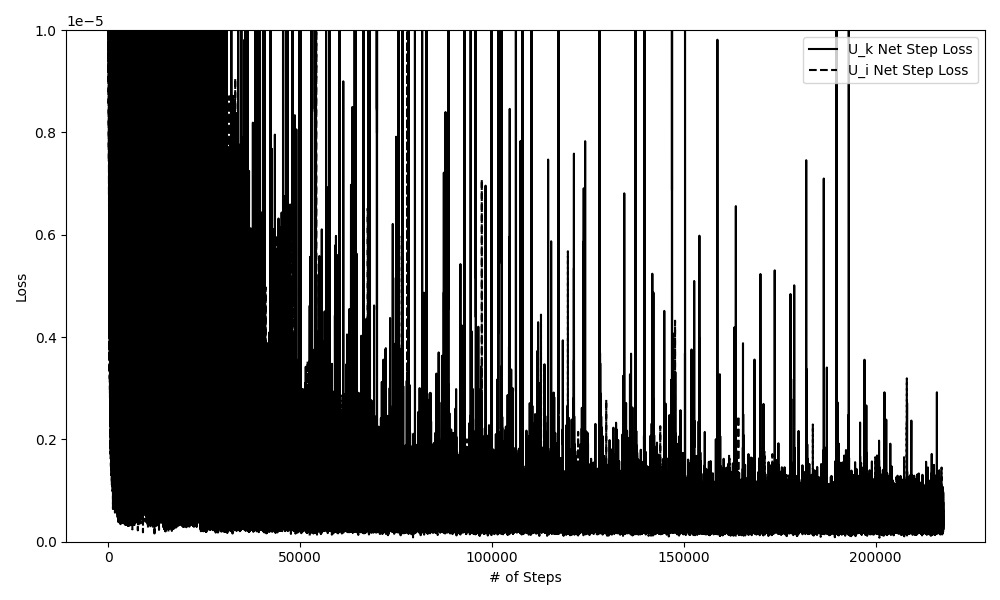 1e−5
1.0
0.8
0.6
0.4
0.2
0.0
Loss
0
50000
100000
150000
200000
# of Steps
U_k Net Step Loss
U_i Net Step Loss